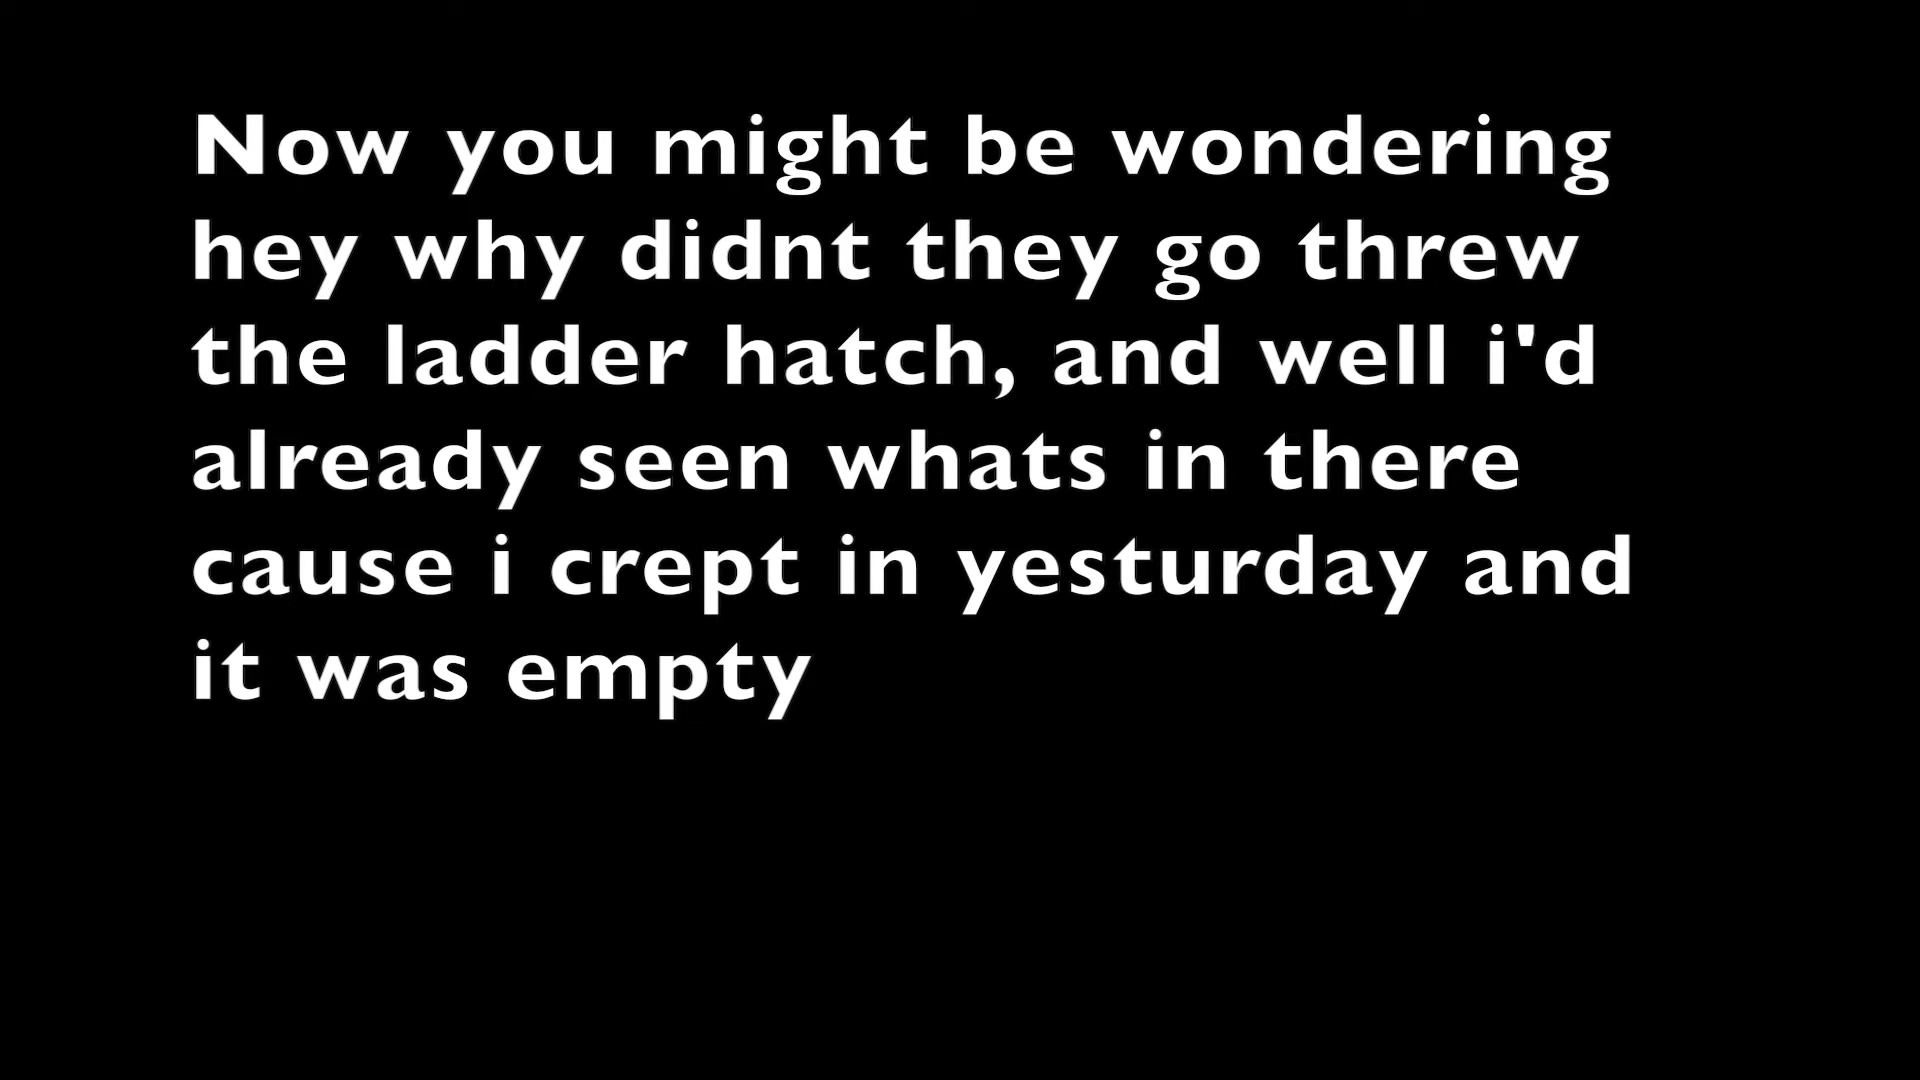 Now you might be wondering
hey why didnt they go threw
the ladder hatch, and well i'd
already seen whats in there
cause i crept in yesturday and
it was empty